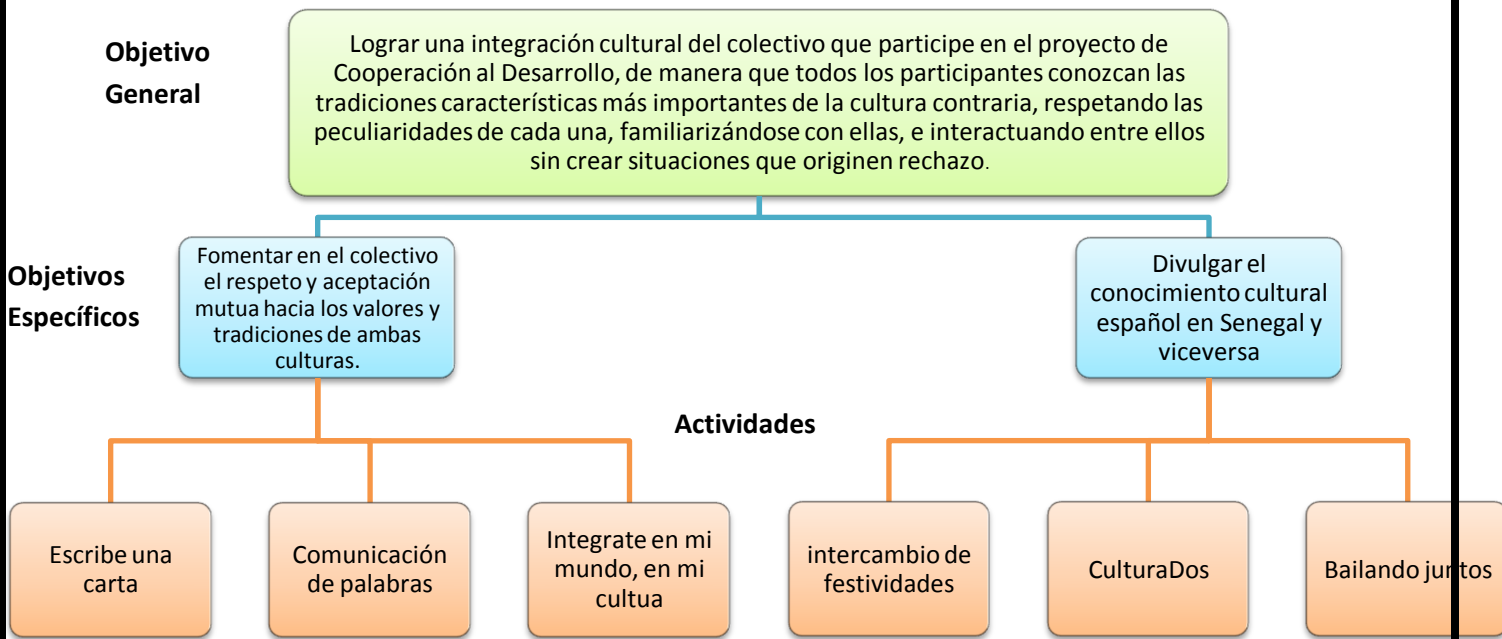 Objetivo
General
Lograr una integración cultural del colectivo que participe en el proyecto de
Cooperación al Desarrollo, de manera que todos los participantes conozcan las
tradiciones características más importantes de la cultura contraria, respetando las
peculiaridades de cada una, familiarizándose con ellas, e interactuando entre ellos
sin crear situaciones que originen rechazo.
Objetivos
Específicos
Fomentar en el colectivo
el respeto y aceptación
mutua hacia los valores y
tradiciones de ambas
culturas.
Divulgar el
conocimiento cultural
español en Senegal y
viceversa
Actividades
Escribe una
carta
Comunicación
de palabras
Integrate en mi
mundo, en mi
cultua
intercambio de
festividades
CulturaDos
Bailando juntos